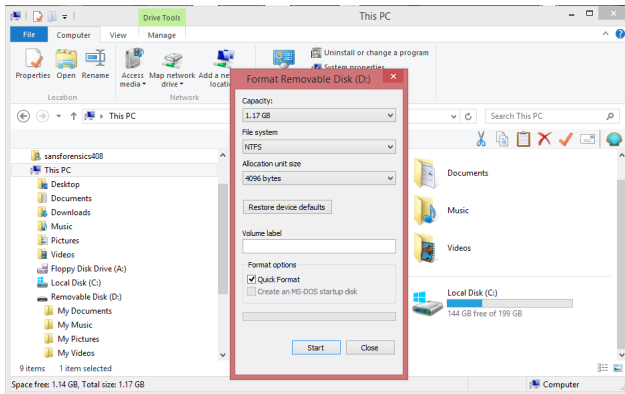 Drive Tools
This PC
File
Computer
View
Manage
Properties
Open
Rename
Access media
Map network drive
Add a ne
locati
Uninstall or change a program
System properties
Location
Network
Format Removable Disk (D:)
This PC
Search This PC
Capacity:
1.17 GB
File system
NTFS
Allocation unit size
4096 bytes
Restore device defaults
Volume label
Format options
Quick Format
Create an MS-DOS startup disk
Start
Close
sansforensics408
This PC
Desktop
Documents
Downloads
Music
Pictures
Videos
Floppy Disk Drive (A:)
Local Disk (C:)
Removable Disk (D:)
My Documents
My Music
My Pictures
My Videos
Documents
Music
Videos
Local Disk (C:)
144 GB free of 199 GB
9 items
1 item selected
Space free: 1.14 GB, Total size: 1.17 GB
Computer